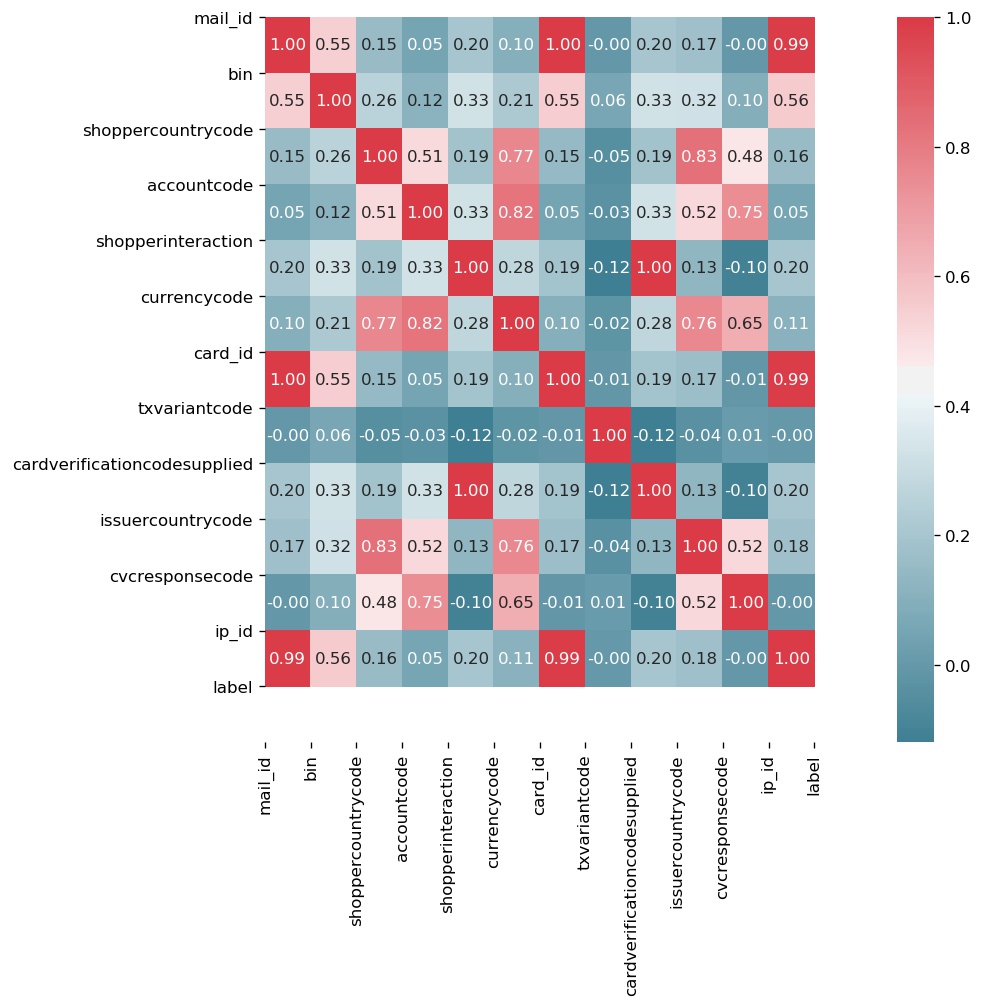 mail_id
1.00 0.55 0.15 0.05 0.20 0.10 1.00 -0.00 0.20 0.17 -0.00 0.99
bin
0.55 1.00 0.26 0.12 0.33 0.21 0.55 0.06 0.33 0.32 0.10 0.56
shoppercountrycode
0.15 0.26 1.00 0.51 0.19 0.77 0.15 -0.05 0.19 0.83 0.48 0.16
accountcode
0.05 0.12 0.51 1.00 0.33 0.82 0.05 -0.03 0.33 0.52 0.75 0.05
shopperinteraction
0.20 0.33 0.19 0.33 1.00 0.28 0.19 -0.12 1.00 0.13 -0.10 0.20
currencycode
0.10 0.21 0.77 0.82 0.28 1.00 0.10 -0.02 0.28 0.76 0.65 0.11
card_id
1.00 0.55 0.15 0.05 0.19 0.10 1.00 -0.01 0.19 0.17 -0.01 0.99
txvariantcode
-0.00 0.06 -0.05 -0.03 -0.12 -0.02 -0.01 1.00 -0.12 -0.04 0.01 -0.00
cardverificationcodesupplied
0.20 0.33 0.19 0.33 1.00 0.28 0.19 -0.12 1.00 0.13 -0.10 0.20
issuercountrycode
0.17 0.32 0.83 0.52 0.13 0.76 0.17 -0.04 0.13 1.00 0.52 0.18
cvcresponsecode
-0.00 0.10 0.48 0.75 -0.10 0.65 -0.01 0.01 -0.10 0.52 1.00 -0.00
ip_id
0.99 0.56 0.16 0.05 0.20 0.11 0.99 -0.00 0.20 0.18 -0.00 1.00
label
mail_id
bin
shoppercountrycode
accountcode
shopperinteraction
currencycode
card_id
txvariantcode
cardverificationcodesupplied
issuercountrycode
cvcresponsecode
ip_id
label
1.0
0.8
0.6
0.4
0.2
0.0